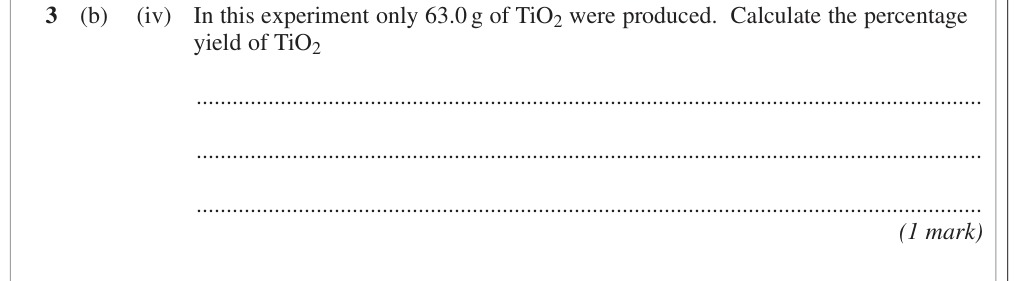 3 (b) (iv) In this experiment only 63.0 g of TiO₂ were produced. Calculate the percentage
yield of TiO₂
(1 mark)